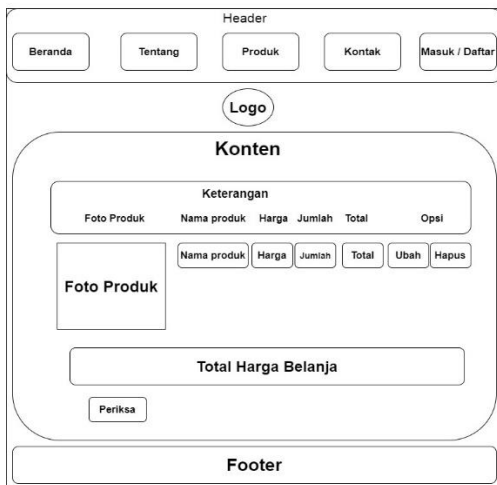 Header
Beranda Tentang Produk Kontak Masuk / Daftar
Logo
Konten
Keterangan
Foto Produk Nama produk Harga Jumlah Total Opsi
Nama produk Harga Jumlah Total Ubah Hapus
Foto Produk
Total Harga Belanja
Periksa
Footer